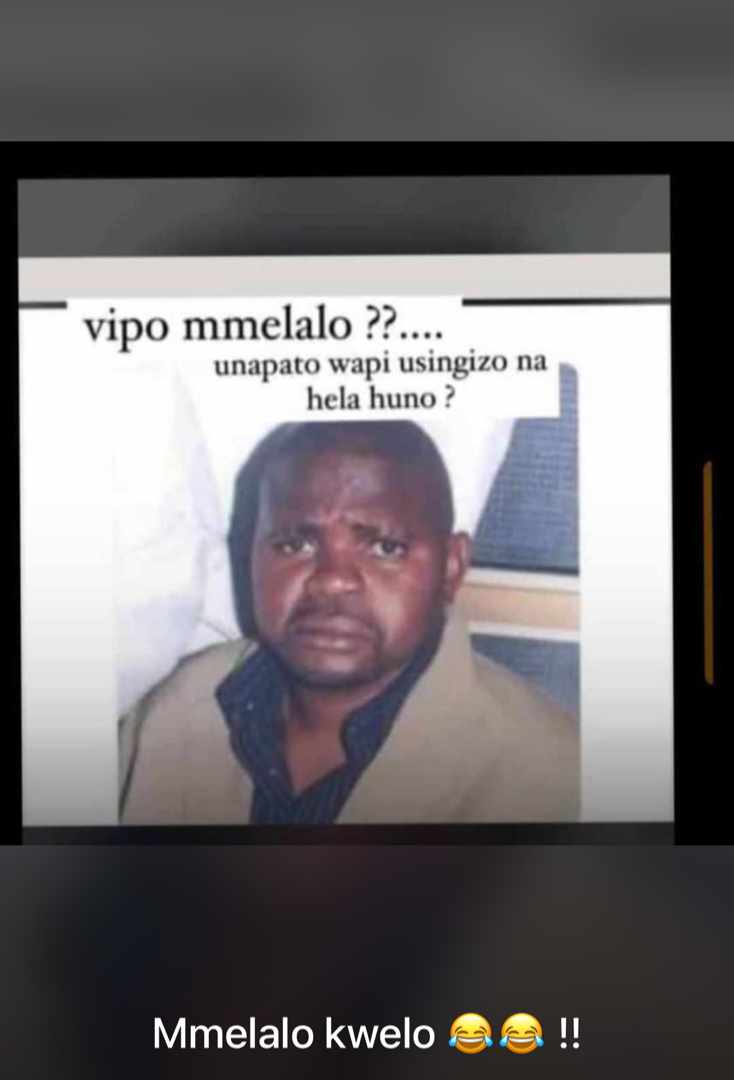 vipo mmelalo ??....
unapato wapi usingizo na
hela huno ?
Mmelalo kwelo 😂😂 !!